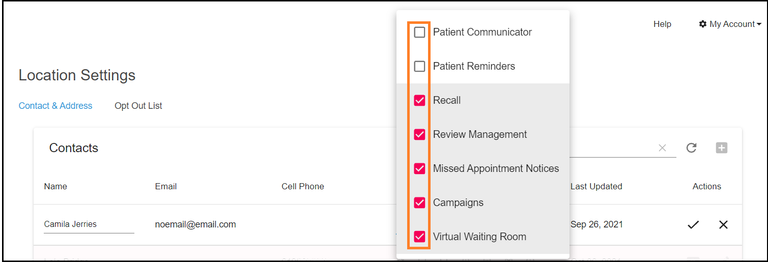 Help
My Account
Location Settings
Contact & Address
Opt Out List
Contacts
Name
Email
Cell Phone
Last Updated
Actions
Camila Jerries
noemail@email.com
Sep 26, 2021
Patient Communicator
Patient Reminders
Recall
Review Management
Missed Appointment Notices
Campaigns
Virtual Waiting Room